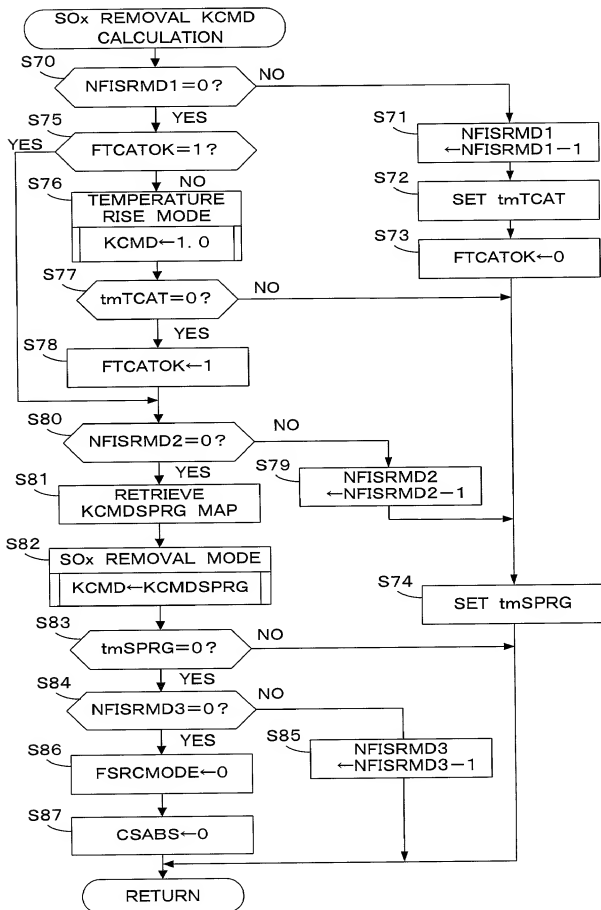 SOx REMOVAL KCMD
CALCULATION
S70
NFISRMD1=0?
NO
YES
S71
NFISRMD1
←NFISRMD1−1
S72
SET tmTCAT
S73
FTCATOK←0
S75
FTCATOK=1?
YES
NO
S76
TEMPERATURE
RISE MODE
KCMD←1.0
S77
tmTCAT=0?
NO
YES
S78
FTCATOK←1
S80
NFISRMD2=0?
NO
YES
S79
NFISRMD2
←NFISRMD2−1
S81
RETRIEVE
KCMDSPRG MAP
S82
SOx REMOVAL MODE
KCMD←KCMDSPRG
S74
SET tmSPRG
S83
tmSPRG=0?
NO
YES
S84
NFISRMD3=0?
NO
YES
S85
NFISRMD3
←NFISRMD3−1
S86
FSRCMODE←0
S87
CSABS←0
RETURN